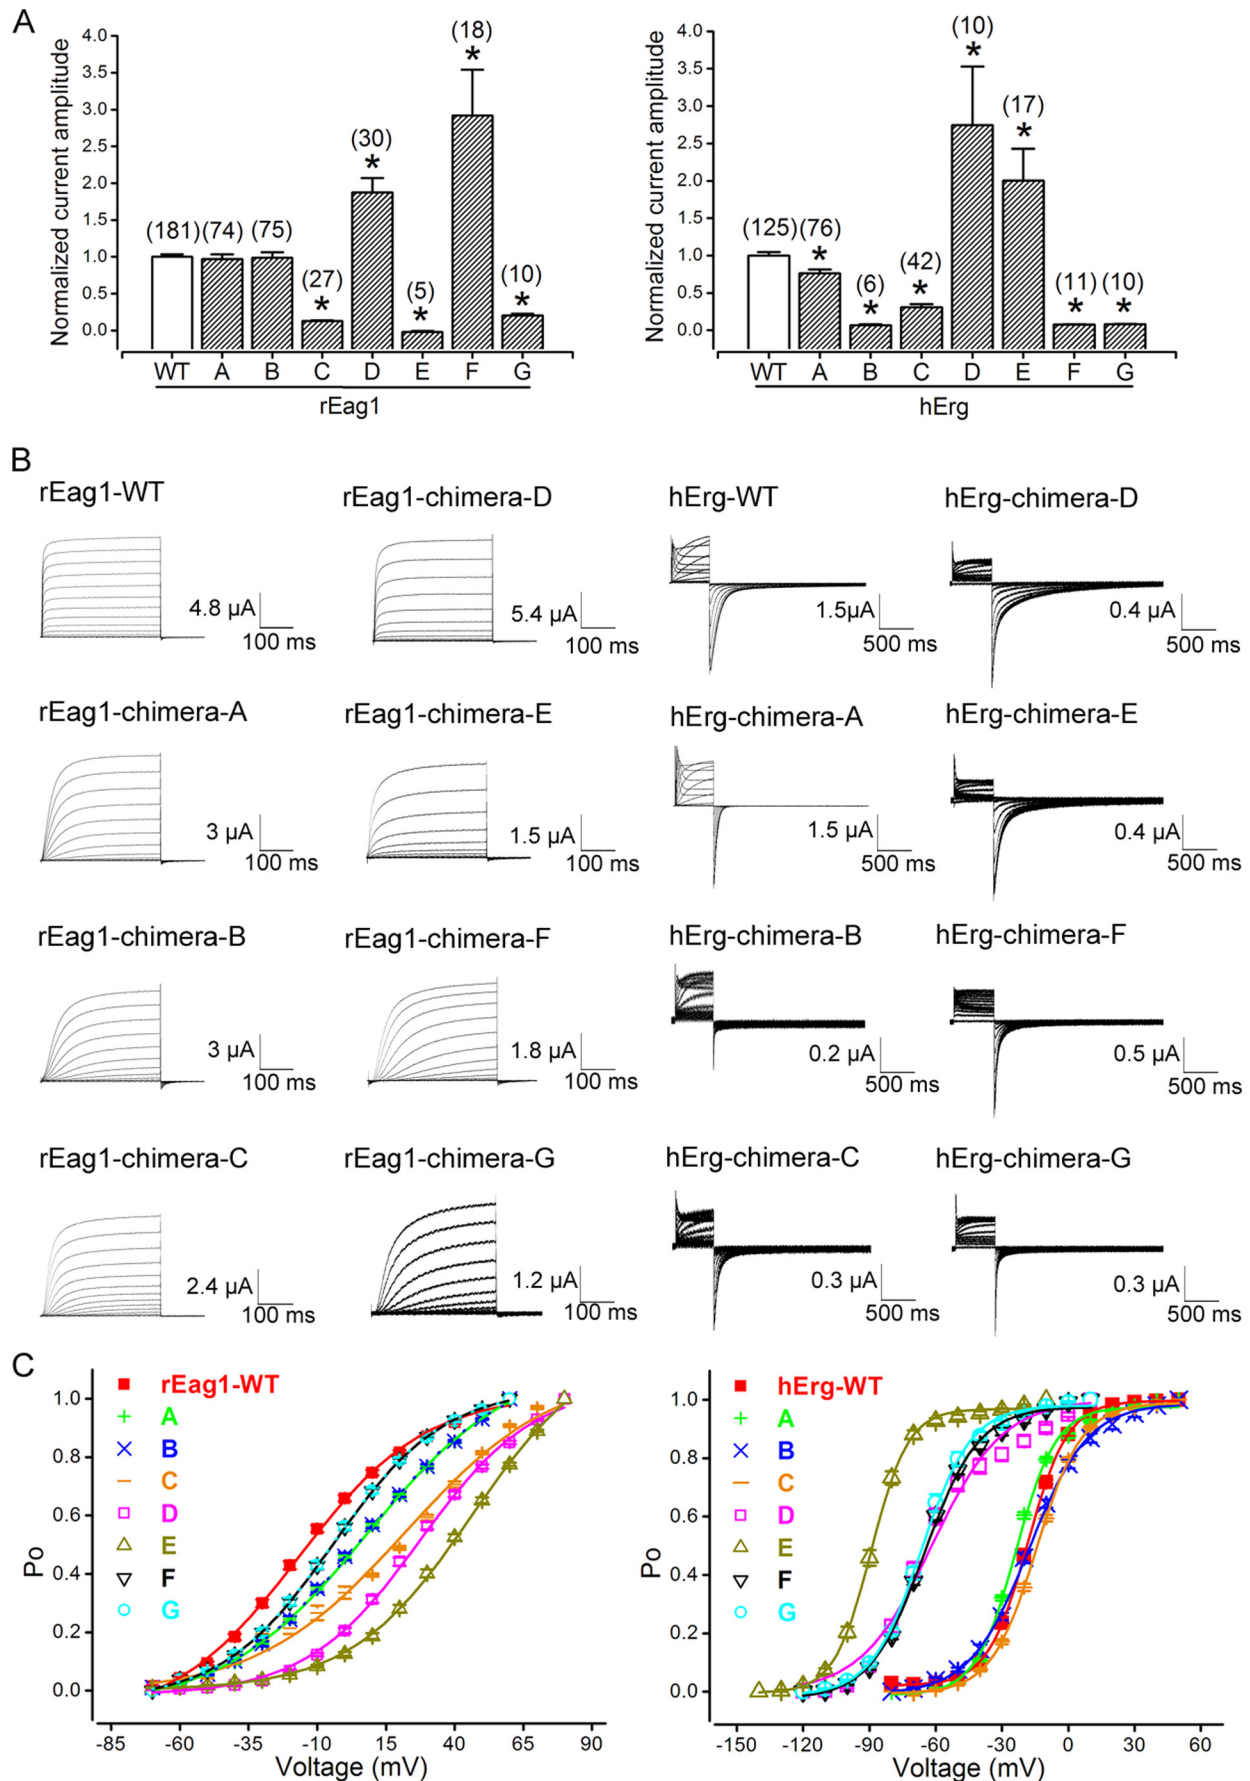 A
Normalized current amplitude
4.0
3.5
3.0
2.5
2.0
1.5
1.0
0.5
0.0
(181) (74) (75) (27) (30) (5) (18) (10)
* * * * *
WT A B C D E F G
rEag1
Normalized current amplitude
4.0
3.5
3.0
2.5
2.0
1.5
1.0
0.5
0.0
(125) (76) (6) (42) (10) (17) (11) (10)
* * * * * * *
WT A B C D E F G
hErg
B
rEag1-WT
4.8 µA
100 ms
rEag1-chimera-D
5.4 µA
100 ms
hErg-WT
1.5µA
500 ms
hErg-chimera-D
0.4 µA
500 ms
rEag1-chimera-A
3 µA
100 ms
rEag1-chimera-E
1.5 µA
100 ms
hErg-chimera-A
1.5 µA
500 ms
hErg-chimera-E
0.4 µA
500 ms
rEag1-chimera-B
3 µA
100 ms
rEag1-chimera-F
1.8 µA
100 ms
hErg-chimera-B
0.2 µA
500 ms
hErg-chimera-F
0.5 µA
500 ms
rEag1-chimera-C
2.4 µA
100 ms
rEag1-chimera-G
1.2 µA
100 ms
hErg-chimera-C
0.3 µA
500 ms
hErg-chimera-G
0.3 µA
500 ms
C
Po
1.0
0.8
0.6
0.4
0.2
0.0
rEag1-WT
A
B
C
D
E
F
G
-85 -60 -35 -10 15 40 65 90
Voltage (mV)
Po
1.0
0.8
0.6
0.4
0.2
0.0
hErg-WT
A
B
C
D
E
F
G
-150 -120 -90 -60 -30 0 30 60
Voltage (mV)